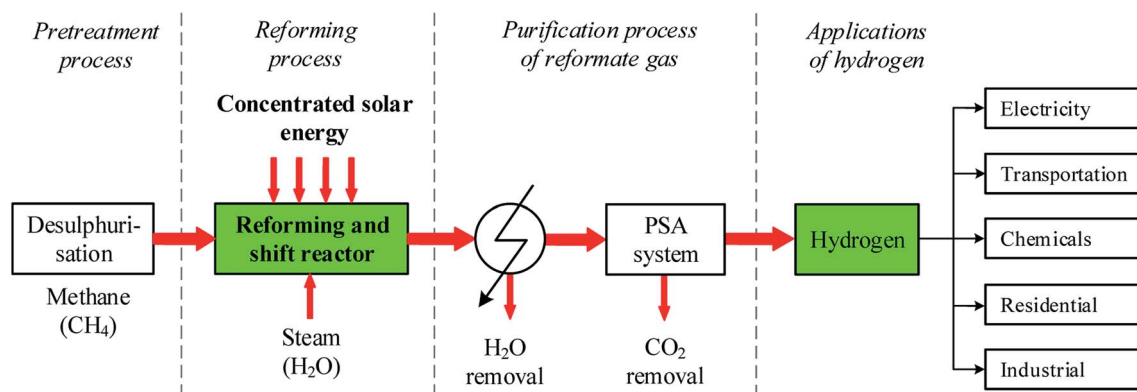 Pretreatment
process
Reforming
process
Purification process
of reformate gas
Applications
of hydrogen
Concentrated solar
energy
Desulphuri-
sation
Methane
(CH₄)
Reforming and
shift reactor
Steam
(H₂O)
H₂O
removal
PSA
system
CO₂
removal
Hydrogen
Electricity
Transportation
Chemicals
Residential
Industrial